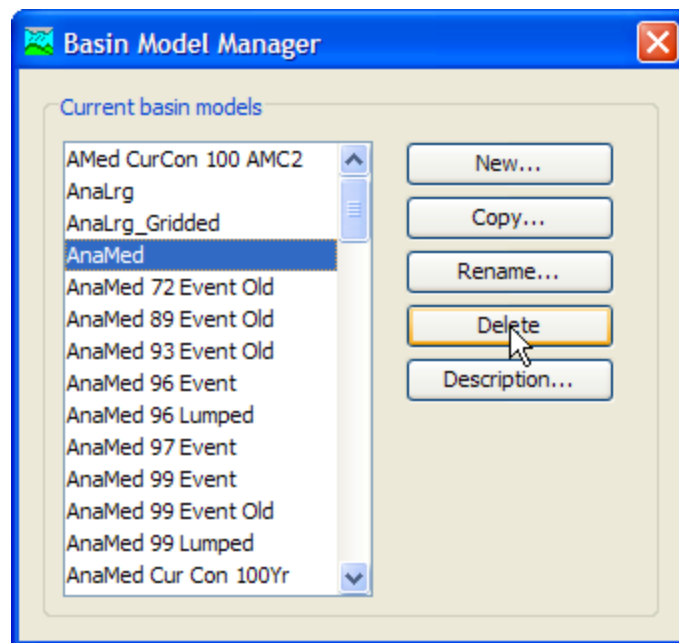 Basin Model Manager
Current basin models
AMed CurCon 100 AMC2
AnaLrg
AnaLrg_Gridded
AnaMed
AnaMed 72 Event Old
AnaMed 89 Event Old
AnaMed 93 Event Old
AnaMed 96 Event
AnaMed 96 Lumped
AnaMed 97 Event
AnaMed 99 Event
AnaMed 99 Event Old
AnaMed 99 Lumped
AnaMed Cur Con 100Yr
New...
Copy...
Rename...
Delete
Description...